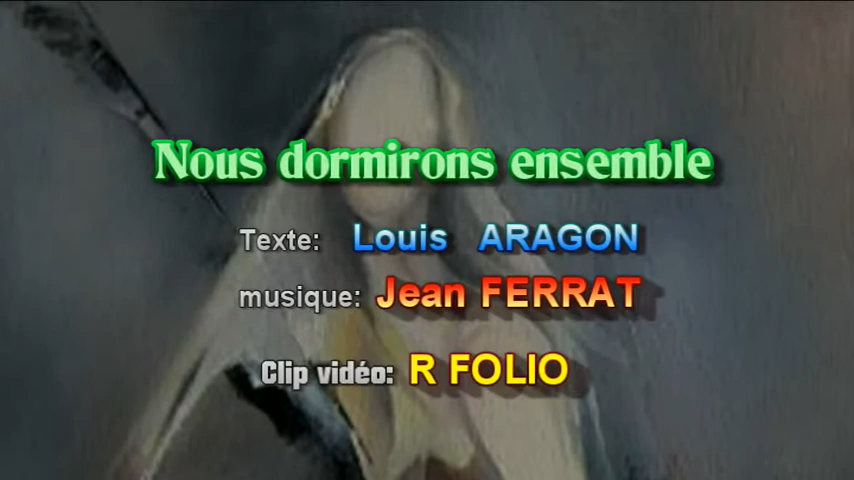 Nous dormirons ensemble
Texte: Louis ARAGON
musique: Jean FERRAT
Clip vidéo: R FOLIO